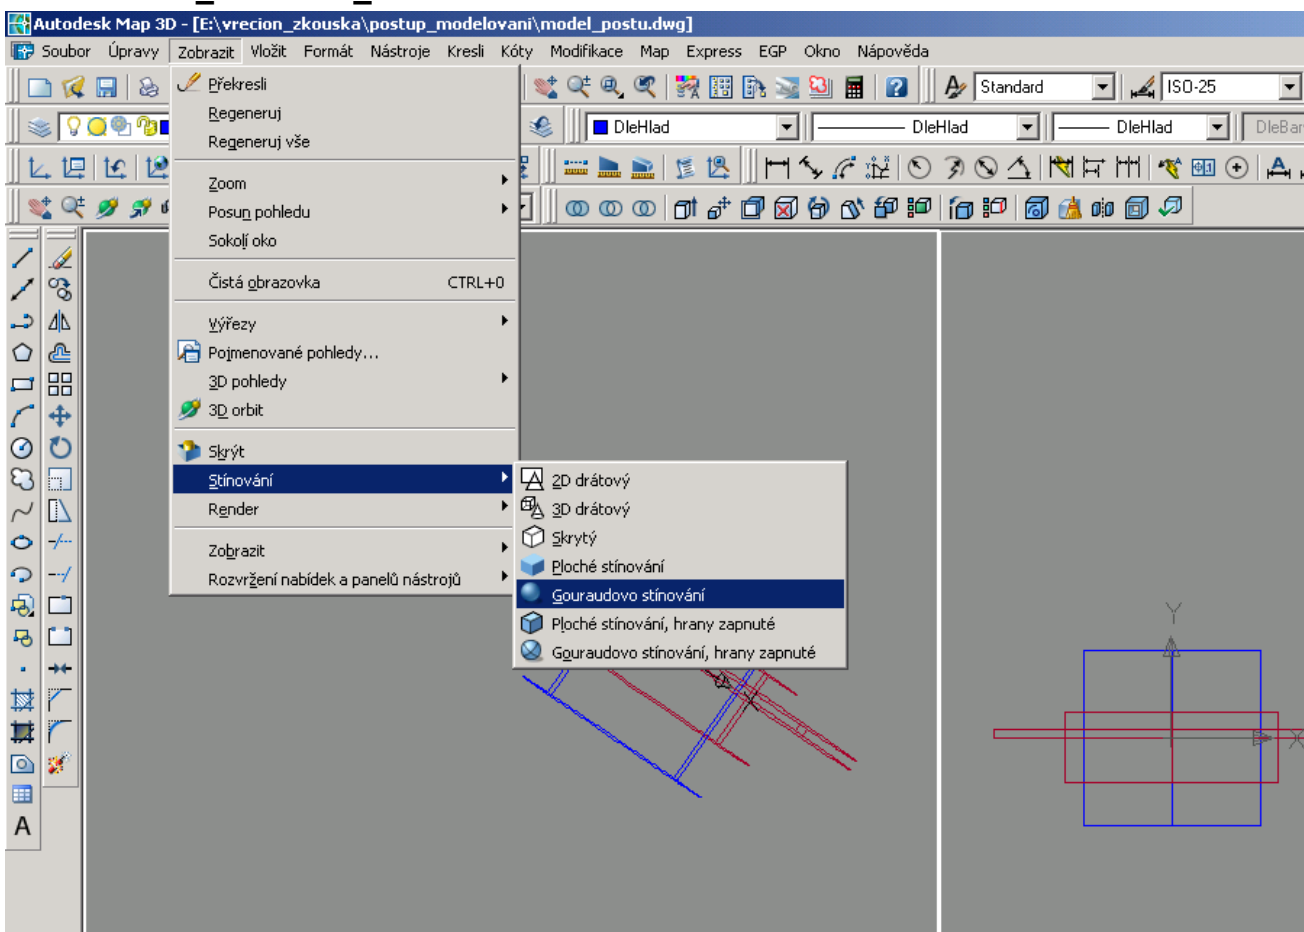 Autodesk Map 3D - [E:\vrecion_zkouska\postup_modelovani\model_postu.dwg]
Soubor Úpravy Zobrazit Vložit Formát Nástroje Kresli Kóty Modifikace Map Express EGP Okno Nápověda
Standard ISO-25
DleHlad DleHlad DleHlad DleBar
Překresli
Regeneruj
Regeneruj vše
Zoom
Posun pohledu
Sokolí oko
Čistá obrazovka CTRL+0
Výřezy
Pojmenované pohledy...
3D pohledy
3D orbit
Skrýt
Stínování
Render
Zobrazit
Rozvržení nabídek a panelů nástrojů
2D drátový
3D drátový
Skrytý
Ploché stínování
Gouraudovo stínování
Ploché stínování, hrany zapnuté
Gouraudovo stínování, hrany zapnuté
X
Y
X
A